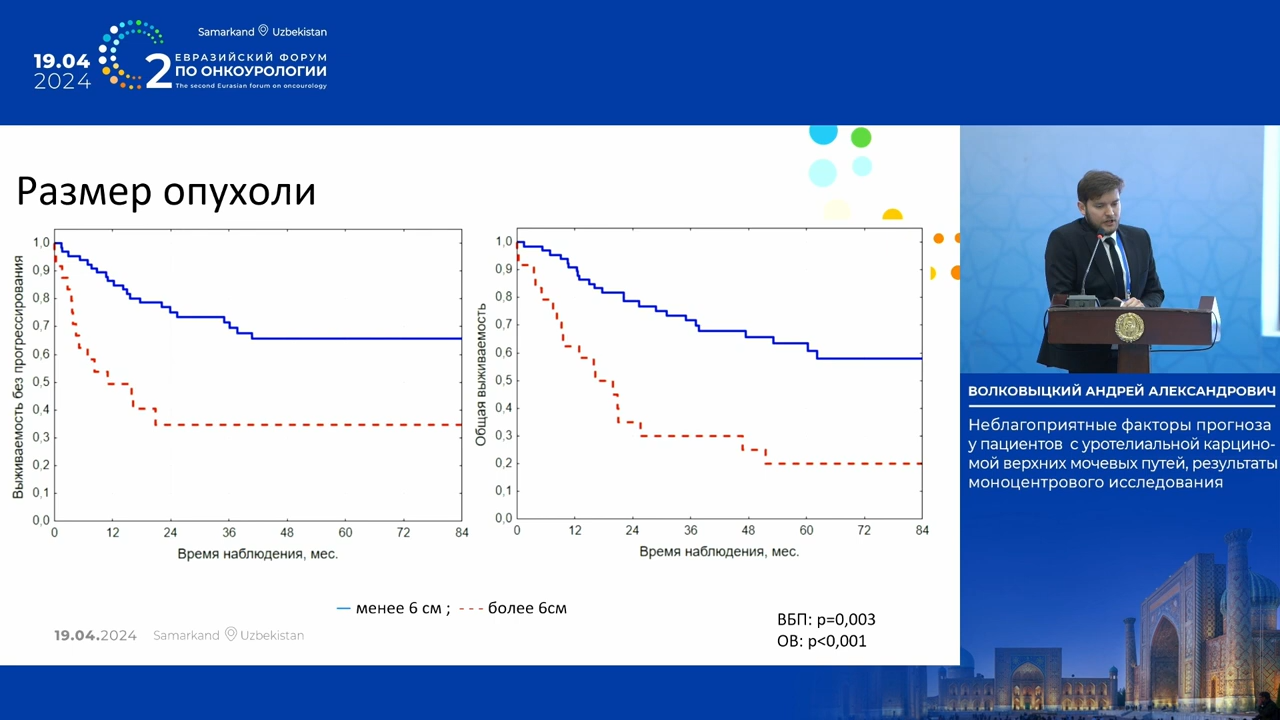 19.04
2024
2
Samarkand Uzbekistan
ЕВРАЗИЙСКИЙ ФОРУМ
ПО ОНКОУРОЛОГИИ
The second Eurasian forum on oncourology
Размер опухоли
Выживаемость без прогрессирования
1,0
0,9
0,8
0,7
0,6
0,5
0,4
0,3
0,2
0,1
0,0
0 12 24 36 48 60 72 84
Время наблюдения, мес.
Общая выживаемость
1,0
0,9
0,8
0,7
0,6
0,5
0,4
0,3
0,2
0,1
0,0
0 12 24 36 48 60 72 84
Время наблюдения, мес.
менее 6 см ; более 6см
ВБП: p=0,003
ОВ: p<0,001
19.04.2024 Samarkand Uzbekistan
ВОЛКОВЫЦКИЙ АНДРЕЙ АЛЕКСАНДРОВИЧ
Неблагоприятные факторы прогноза
у пациентов с уротелиальной карцино-
мой верхних мочевых путей, результаты
моноцентрового исследования